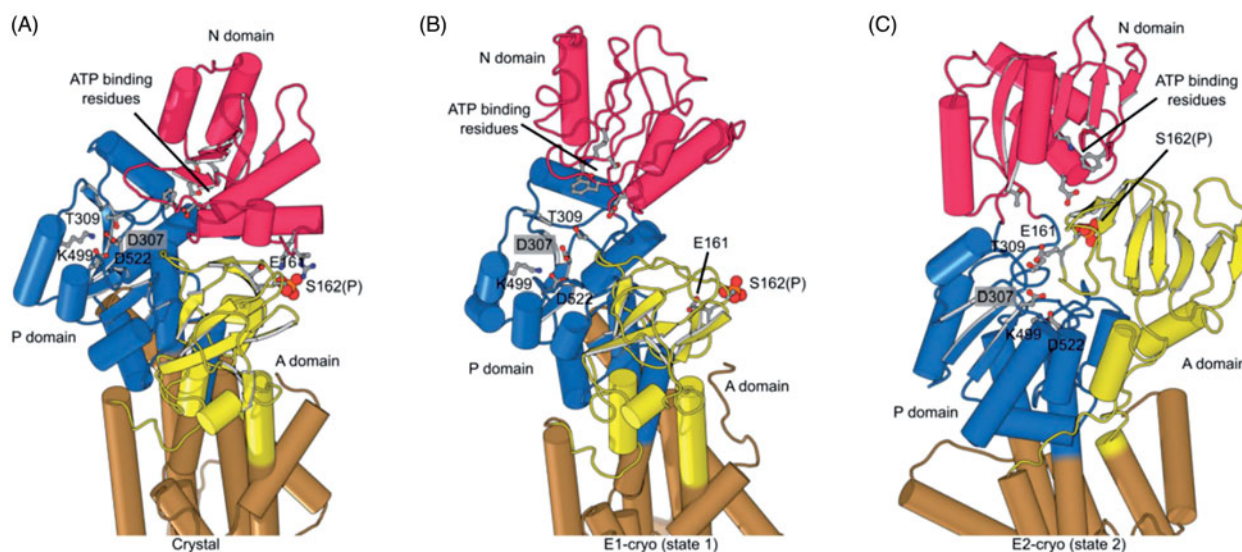 (A)
N domain
ATP binding
residues
T309
D307
K499
D522
E161
S162(P)
P domain
A domain
Crystal
(B)
N domain
ATP binding
residues
T309
D307
K499
D522
E161
S162(P)
P domain
A domain
E1-cryo (state 1)
(C)
N domain
ATP binding
residues
S162(P)
E161
T309
D307
K499
D522
A domain
P domain
E2-cryo (state 2)